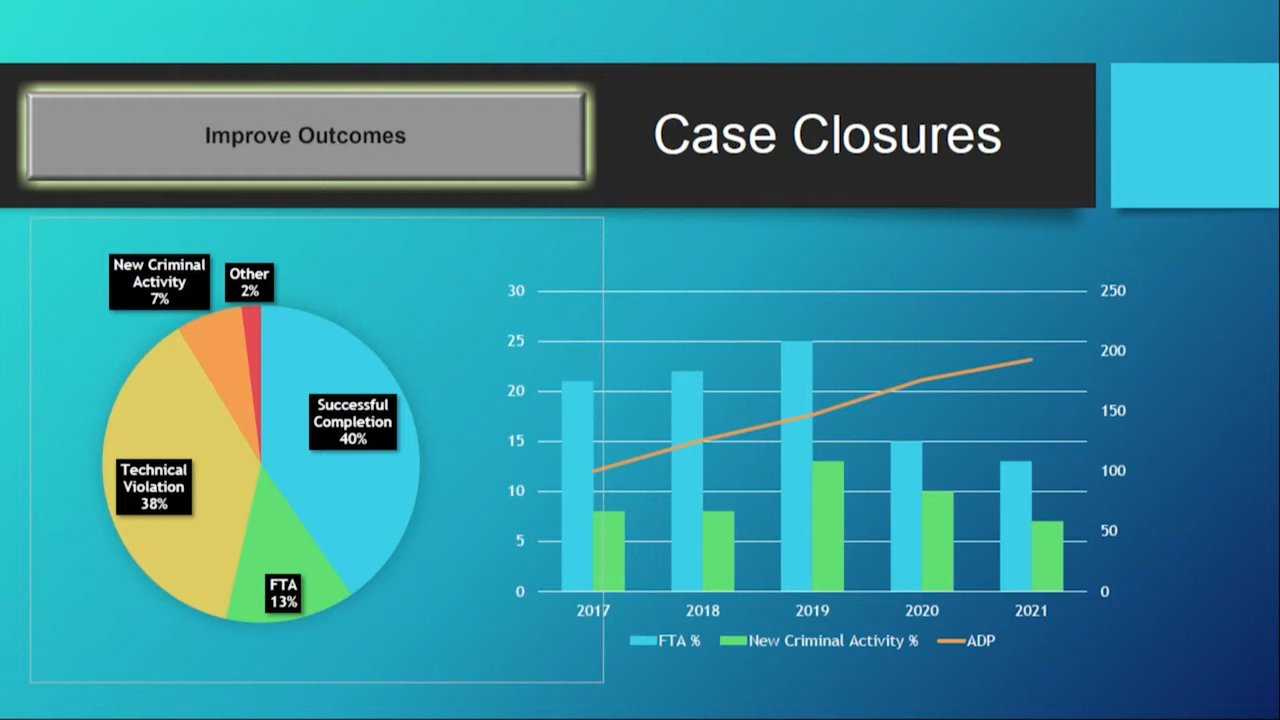 Improve Outcomes
Case Closures
New Criminal
Activity
7%
Other
2%
Successful
Completion
40%
Technical
Violation
38%
FTA
13%
30
25
20
15
10
5
0
250
200
150
100
50
0
2017 2018 2019 2020 2021
FTA % New Criminal Activity % ADP